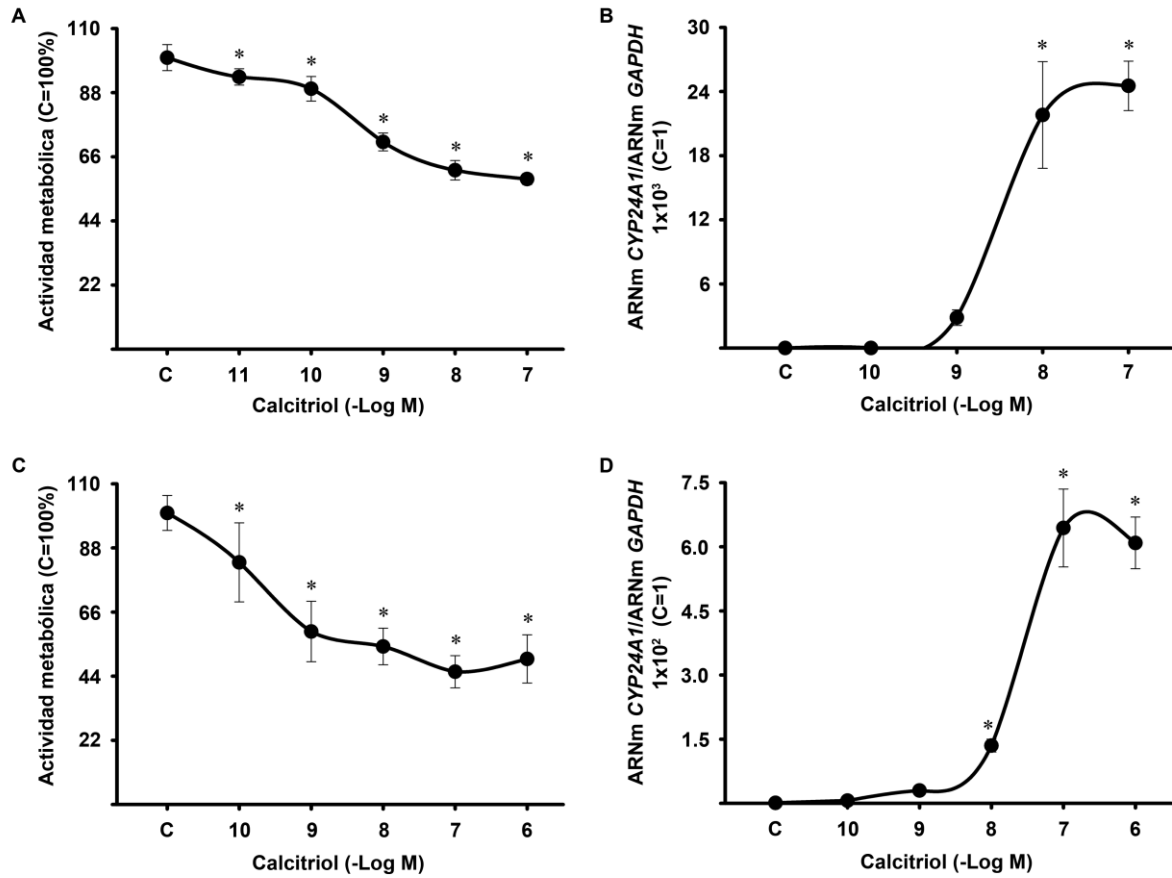 A
Actividad metabólica (C=100%)
110
88
66
44
22
*
*
*
*
*
C 11 10 9 8 7
Calcitriol (-Log M)
B
ARNm CYP24A1/ARNm GAPDH
1x10³ (C=1)
30
24
18
12
6
*
*
C 10 9 8 7
Calcitriol (-Log M)
C
Actividad metabólica (C=100%)
110
88
66
44
22
*
*
*
*
*
C 10 9 8 7 6
Calcitriol (-Log M)
D
ARNm CYP24A1/ARNm GAPDH
1x10² (C=1)
7.5
6.0
4.5
3.0
1.5
*
*
*
C 10 9 8 7 6
Calcitriol (-Log M)